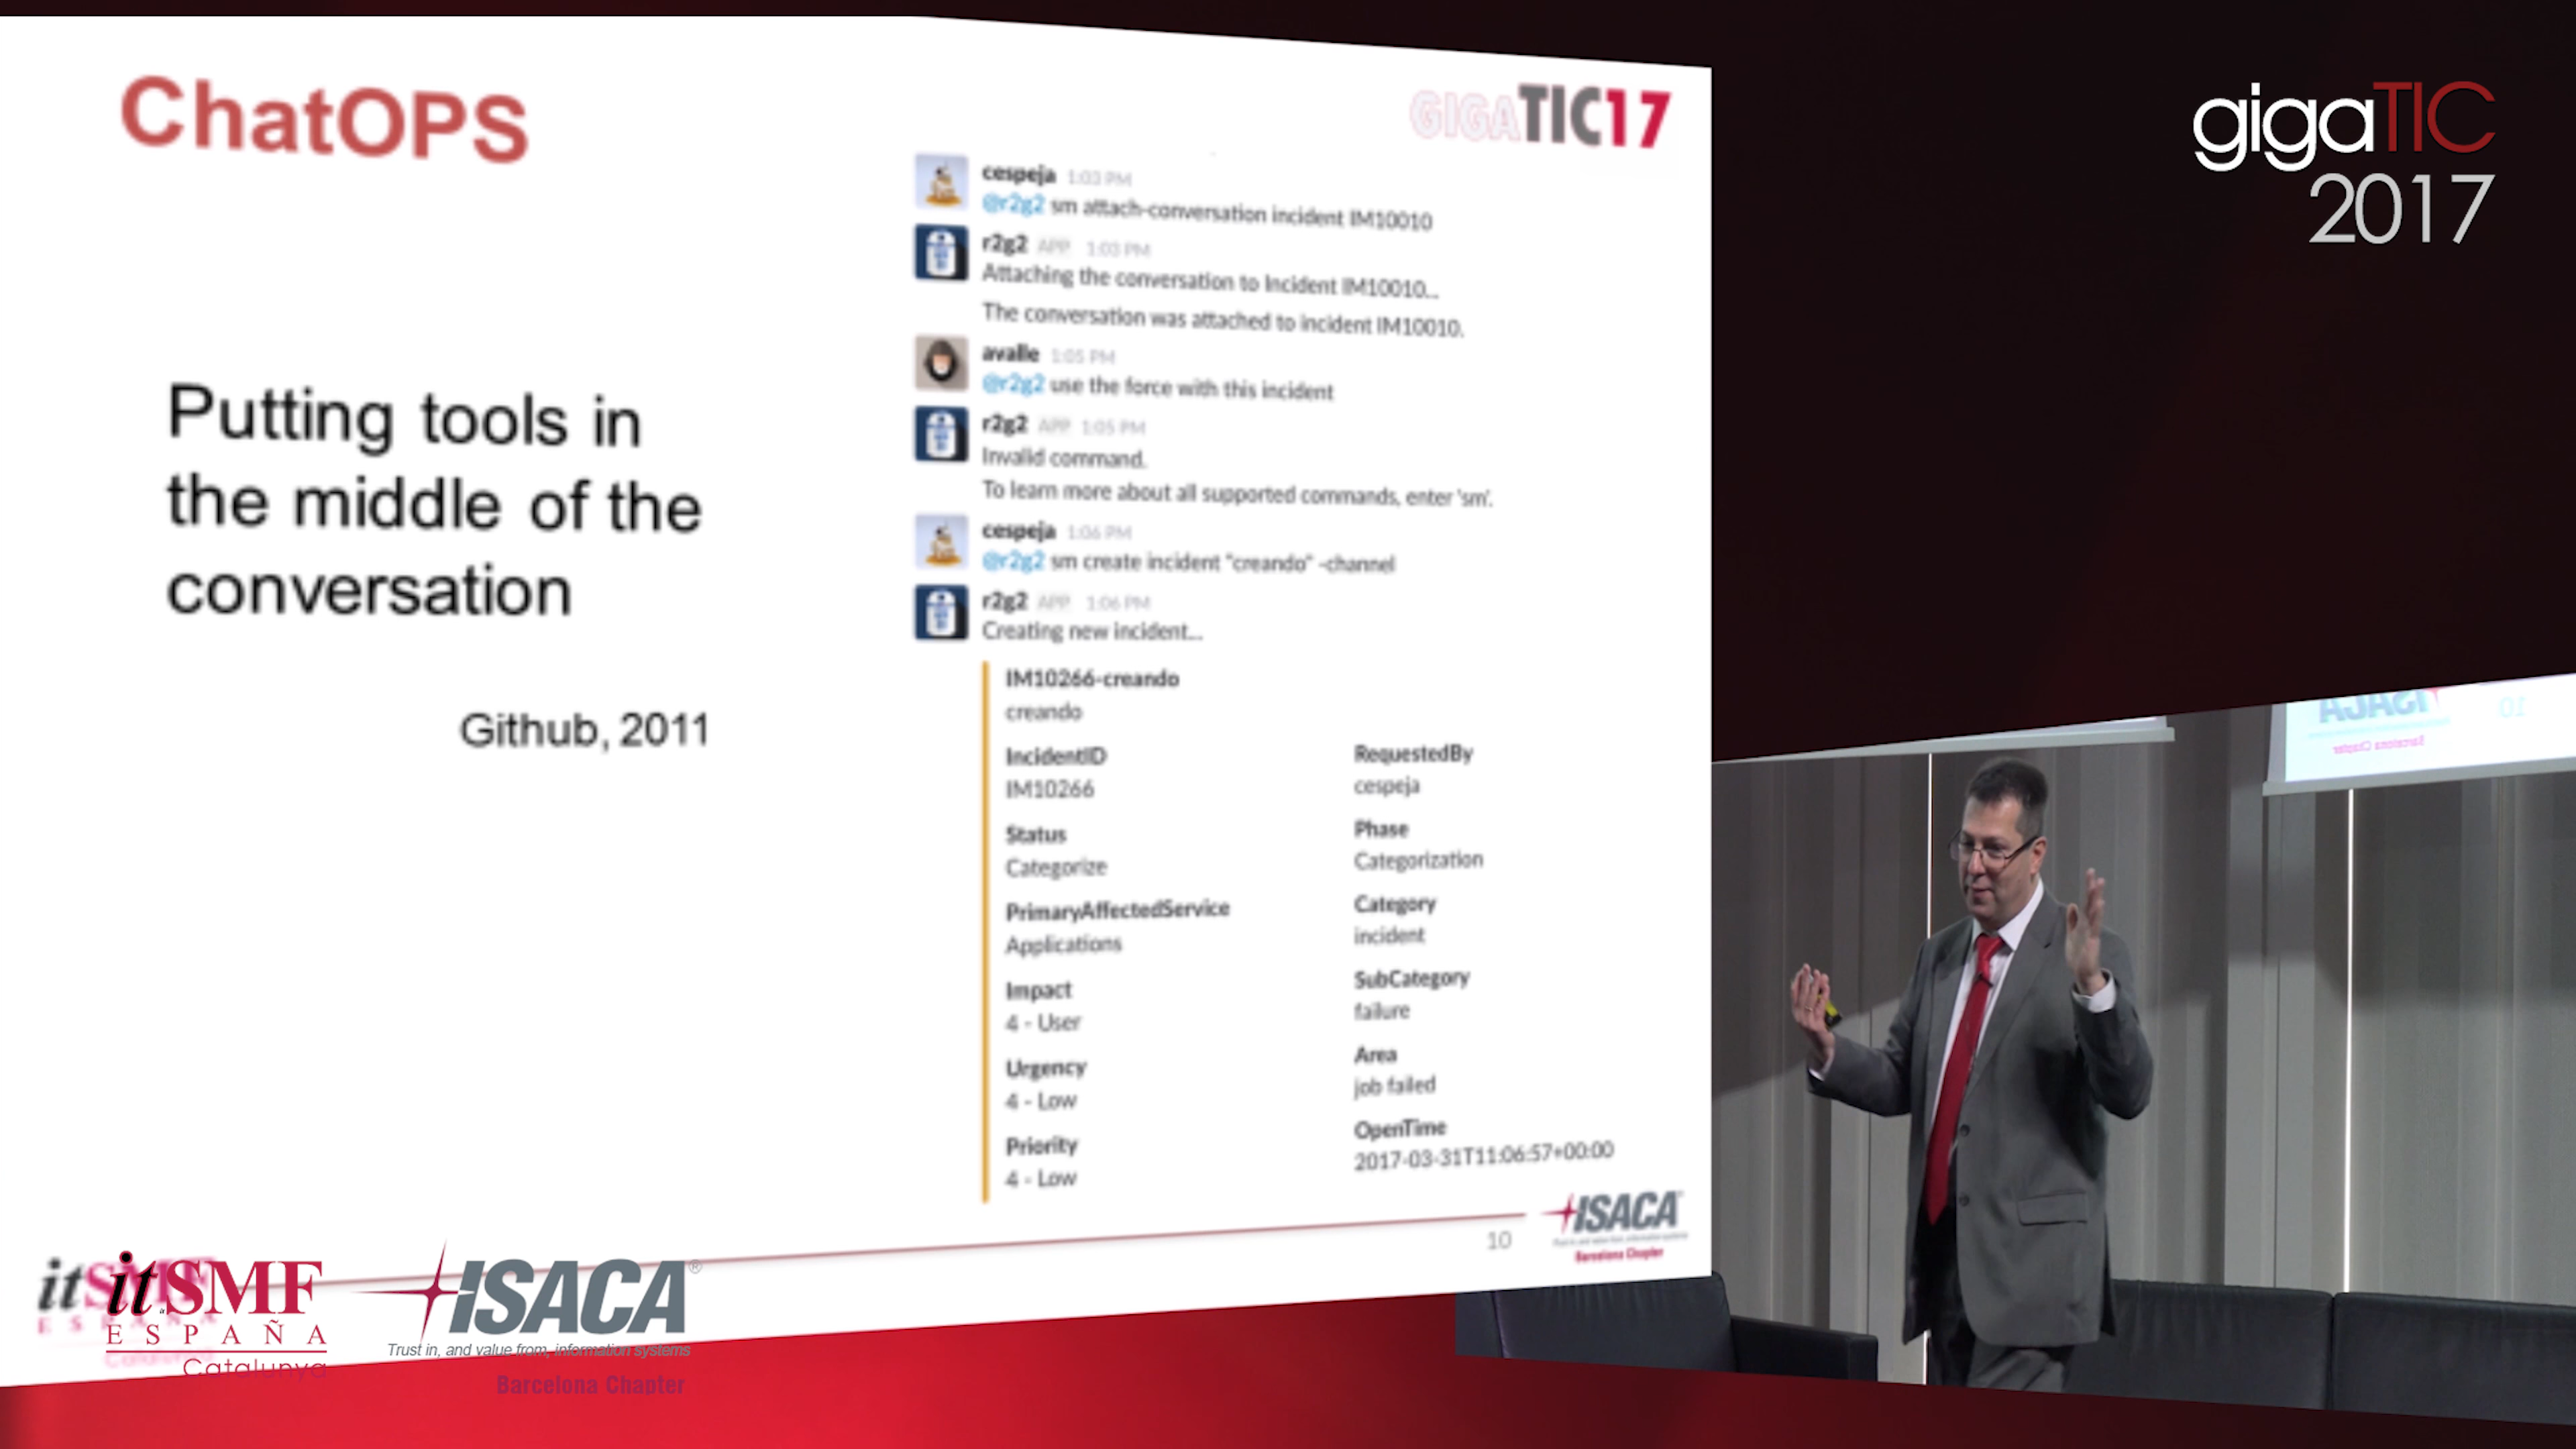 ChatOPS
GIGATIC17
gigaTIC
2017
Putting tools in
the middle of the
conversation
Github, 2011
cespeja 1:03 PM
@r2g2 sm attach-conversation incident IM10010
r2g2 APP 1:03 PM
Attaching the conversation to Incident IM10010...
The conversation was attached to incident IM10010.
avalle 1:05 PM
@r2g2 use the force with this incident
r2g2 APP 1:05 PM
Invalid command.
To learn more about all supported commands, enter 'sm'.
cespeja 1:06 PM
@r2g2 sm create incident "creando" -channel
r2g2 APP 1:06 PM
Creating new incident...
IM10266-creando
creando
IncidentID
IM10266
Status
Categorize
PrimaryAffectedService
Applications
Impact
4 - User
Urgency
4 - Low
Priority
4 - Low
RequestedBy
cespeja
Phase
Categorization
Category
incident
SubCategory
failure
Area
job failed
OpenTime
2017-03-31T11:06:57+00:00
10
ISACA
Barcelona Chapter
itSMF
ESPAÑA
Catalunya
ISACA®
Trust in, and value from, information systems
Barcelona Chapter
ISACA
Barcelona Chapter
10